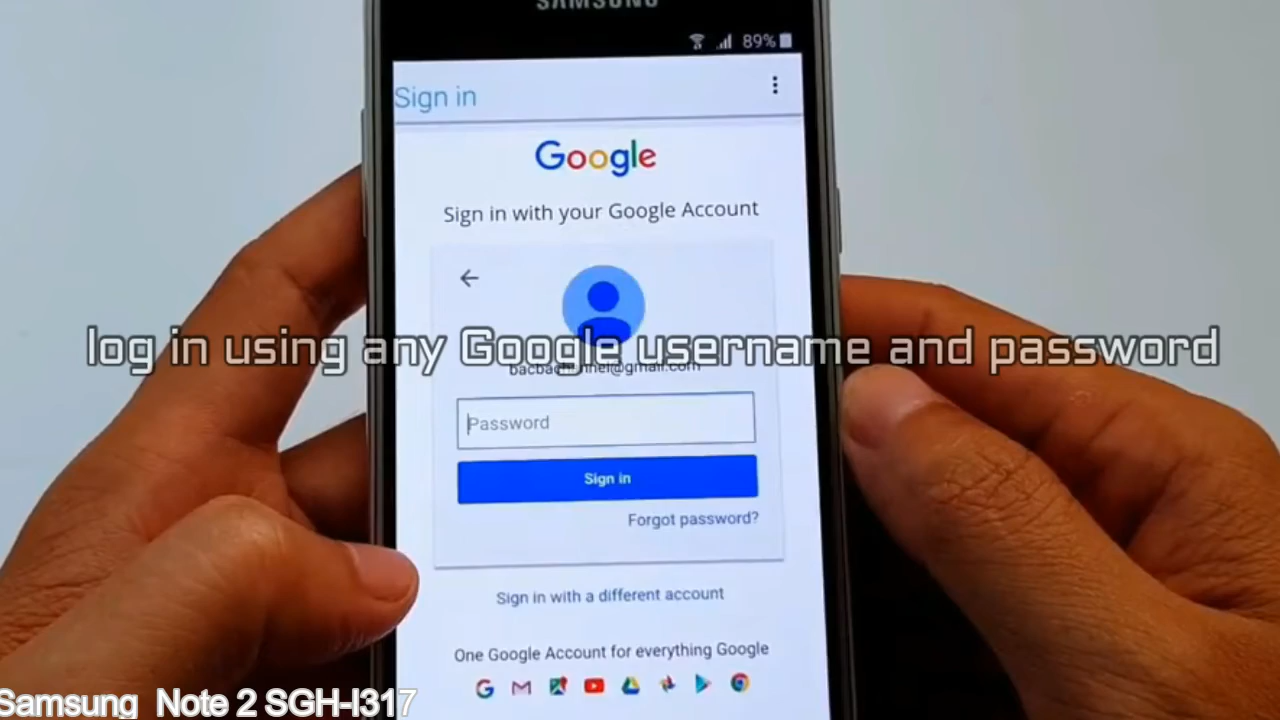 SAMSUNG
89%
Sign in
Google
Sign in with your Google Account
log in using any Google username and password
Password
Sign in
Forgot password?
Sign in with a different account
One Google Account for everything Google
Samsung Note 2 SGH-I317